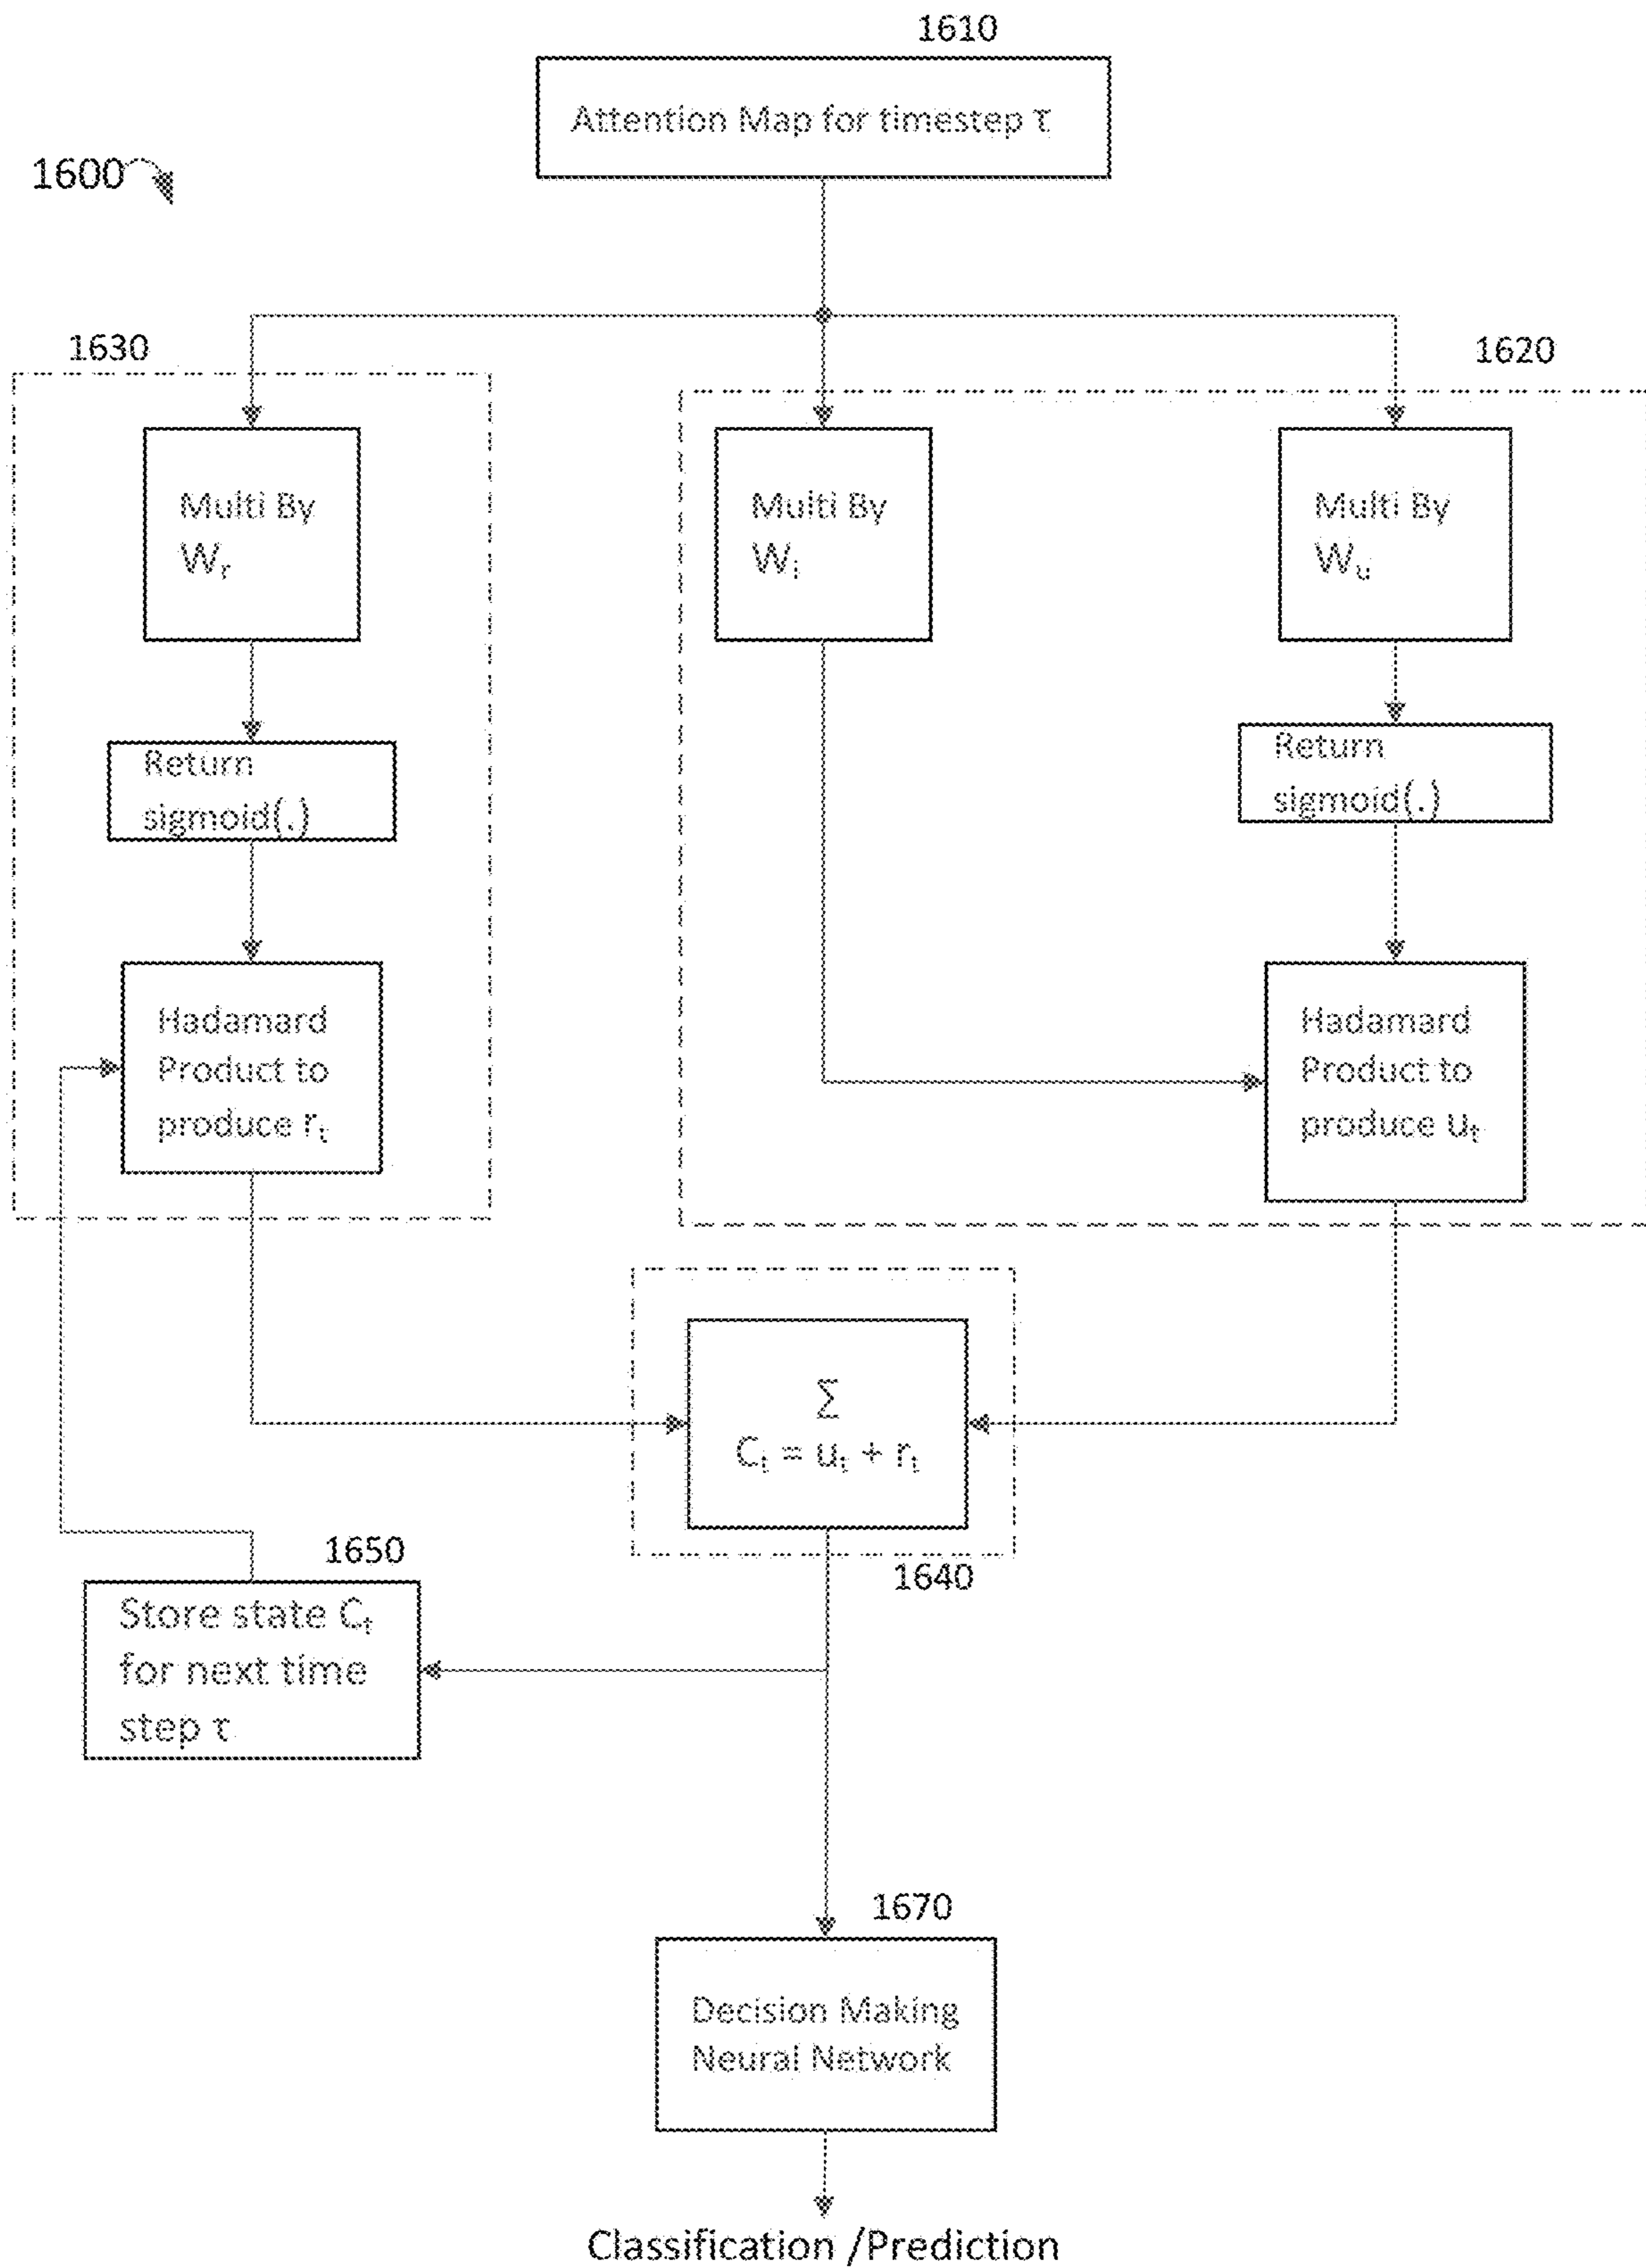 1610
Attention Map for timestep τ
1600
1630
1620
Multi By
Wr
Multi By
Wi
Multi By
Wu
Return
sigmoid(.)
Return
sigmoid(.)
Hadamard
Product to
produce rt
Hadamard
Product to
produce ut
∑
Ct = ut + rt
1640
1650
Store state Ct
for next time
step τ
1670
Decision Making
Neural Network
Classification /Prediction